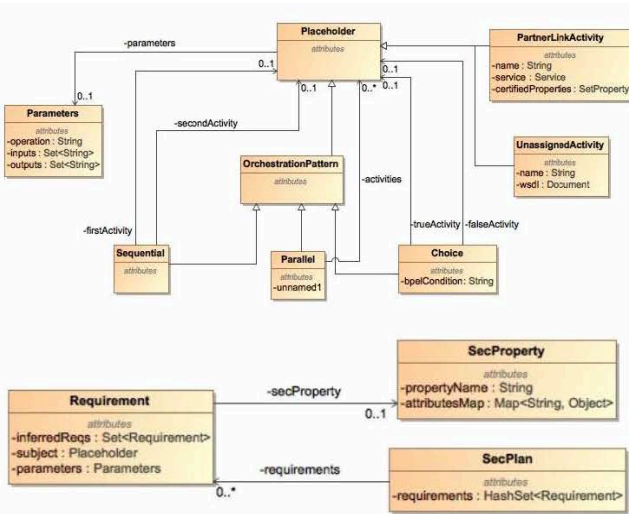 Placeholder
attributes
-parameters
0..1
0..1
0..1
0..*
0..1
0..1
PartnerLinkActivity
attributes
-name : String
-service : Service
-certifiedProperties : SetProperty
Parameters
attributes
-operation : String
-inputs : Set<String>
-outputs : Set<String>
-secondActivity
UnassignedActivity
attributes
-name : String
-wsdl : Document
OrchestrationPattern
attributes
-activities
-firstActivity
-trueActivity
-falseActivity
Sequential
attributes
Parallel
attributes
-unnamed1
Choice
attributes
-bpelCondition : String
SecProperty
attributes
-propertyName : String
-attributesMap : Map<String, Object>
-secProperty
0..1
Requirement
attributes
-inferredReqs : Set<Requirement>
-subject : Placeholder
-parameters : Parameters
-requirements
0..*
SecPlan
attributes
-requirements : HashSet<Requirement>